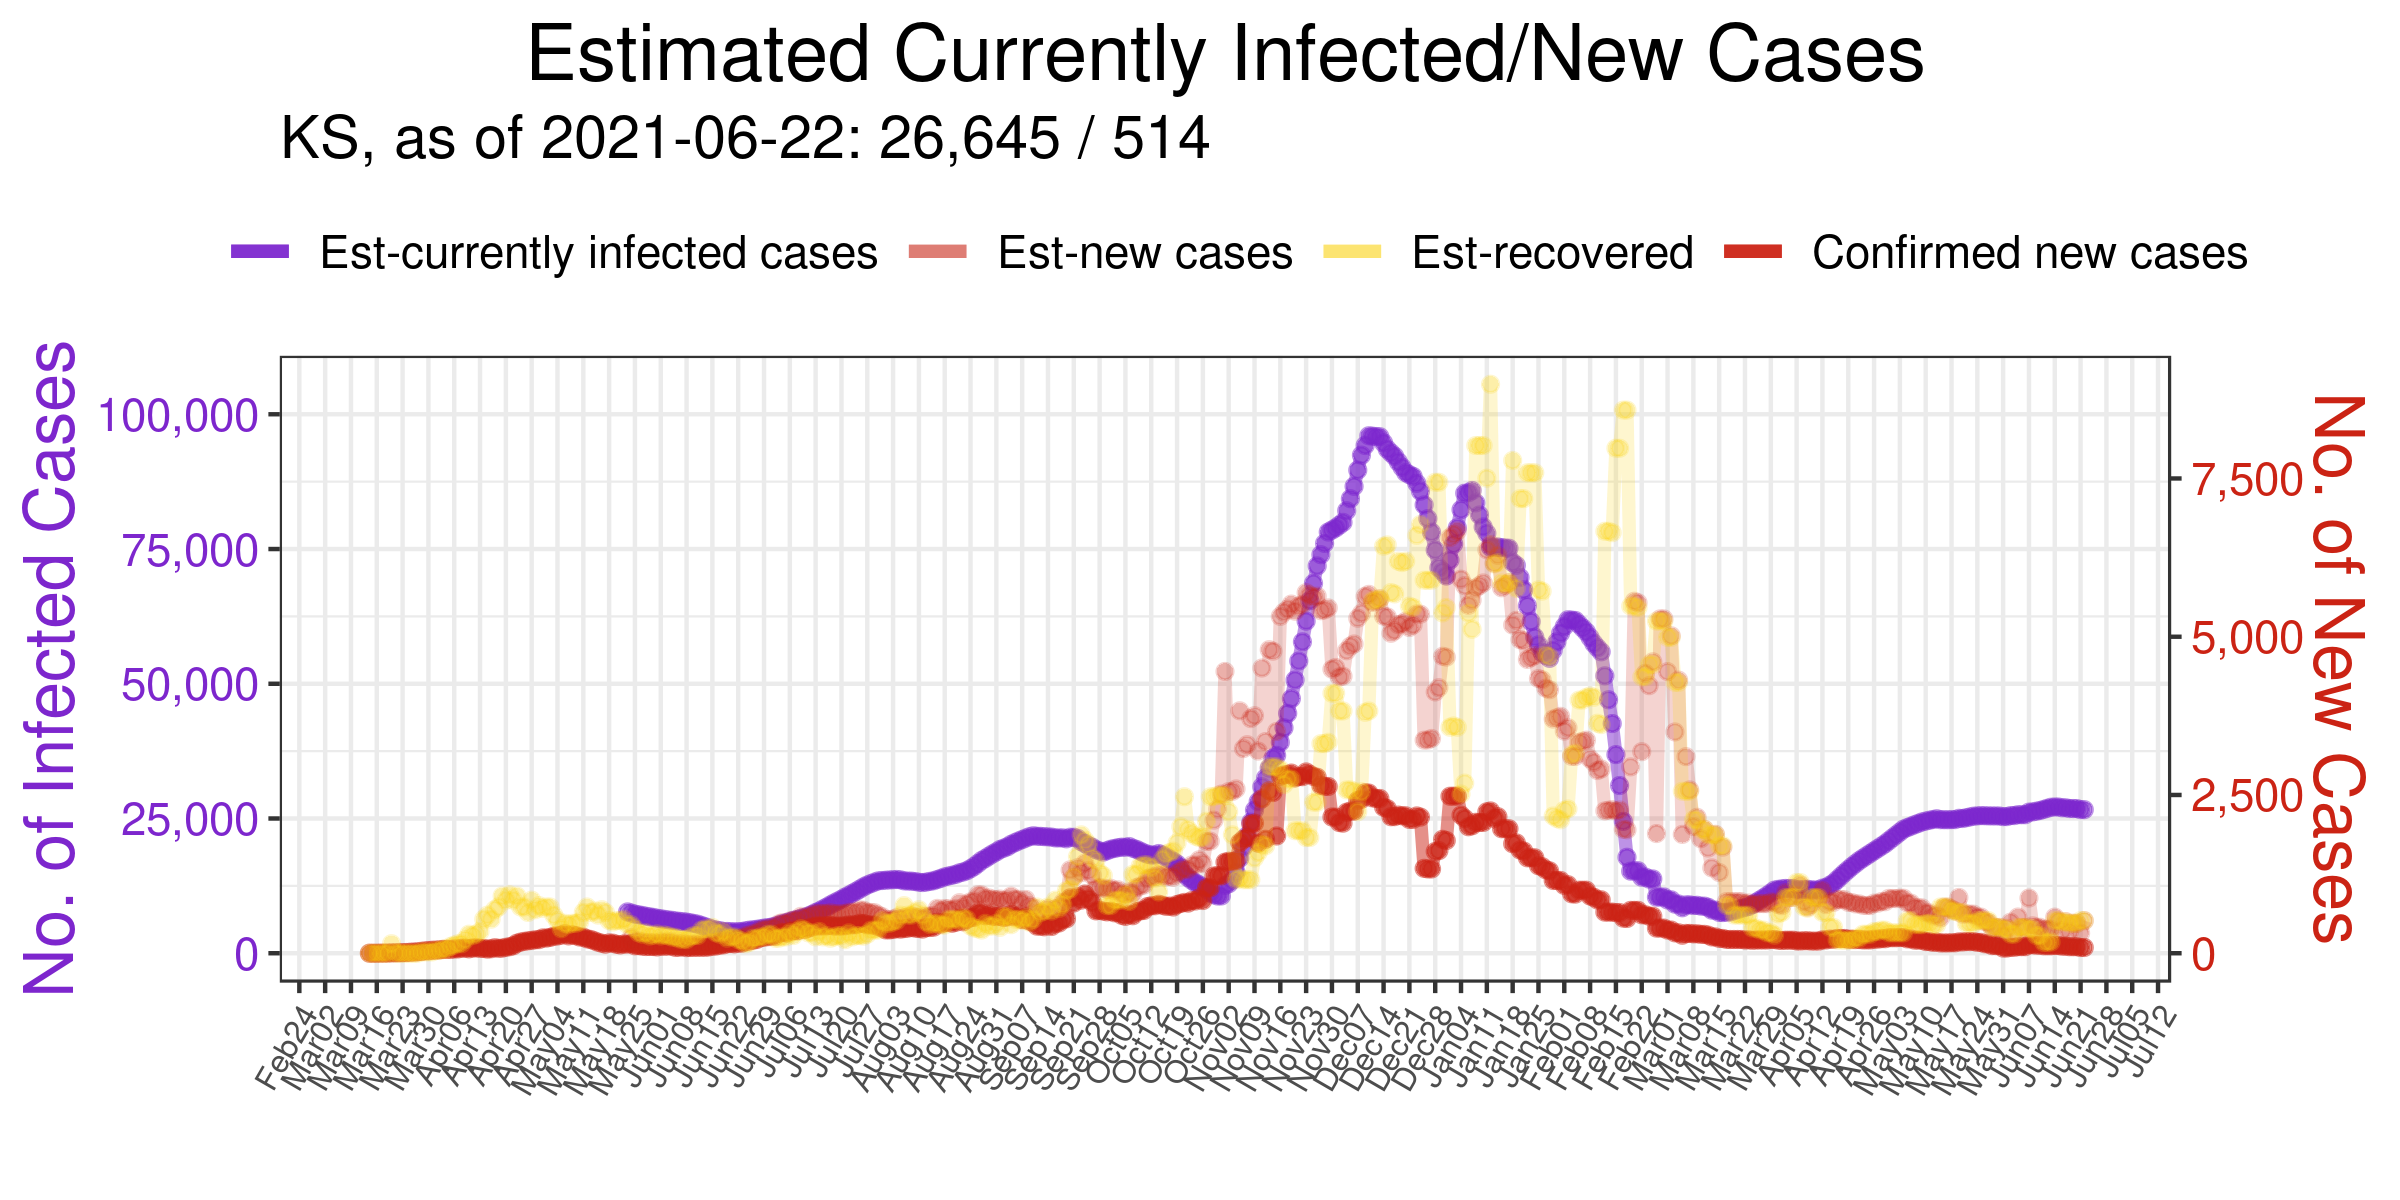 Estimated Currently Infected/New Cases
KS, as of 2021-06-22: 26,645 / 514
Est-currently infected cases Est-new cases Est-recovered Confirmed new cases
No. of Infected Cases
100,000
75,000
50,000
25,000
0
7,500
5,000
2,500
0
No. of New Cases
Feb24 Mar02 Mar09 Mar16 Mar23 Mar30 Apr06 Apr13 Apr20 Apr27 May04 May11 May18 May25 Jun01 Jun08 Jun15 Jun22 Jun29 Jul06 Jul13 Jul20 Jul27 Aug03 Aug10 Aug17 Aug24 Aug31 Sep07 Sep14 Sep21 Sep28 Oct05 Oct12 Oct19 Oct26 Nov02 Nov09 Nov16 Nov23 Nov30 Dec07 Dec14 Dec21 Dec28 Jan04 Jan11 Jan18 Jan25 Feb01 Feb08 Feb15 Feb22 Mar01 Mar08 Mar15 Mar22 Mar29 Apr05 Apr12 Apr19 Apr26 May03 May10 May17 May24 May31 Jun07 Jun14 Jun21 Jun28 Jul05 Jul12